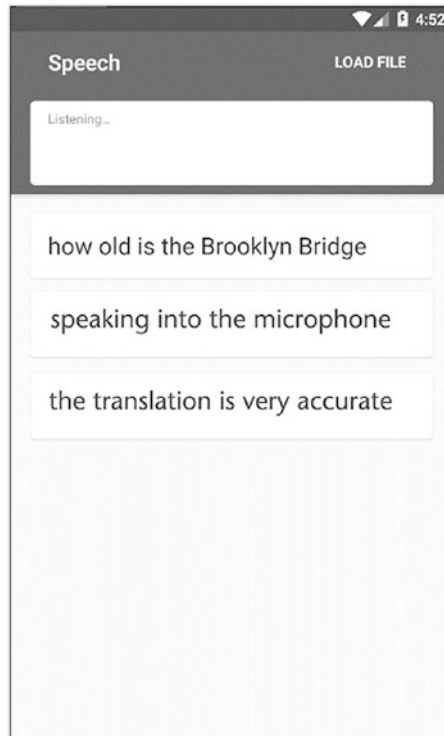 4:52
Speech LOAD FILE
Listening...
how old is the Brooklyn Bridge
speaking into the microphone
the translation is very accurate